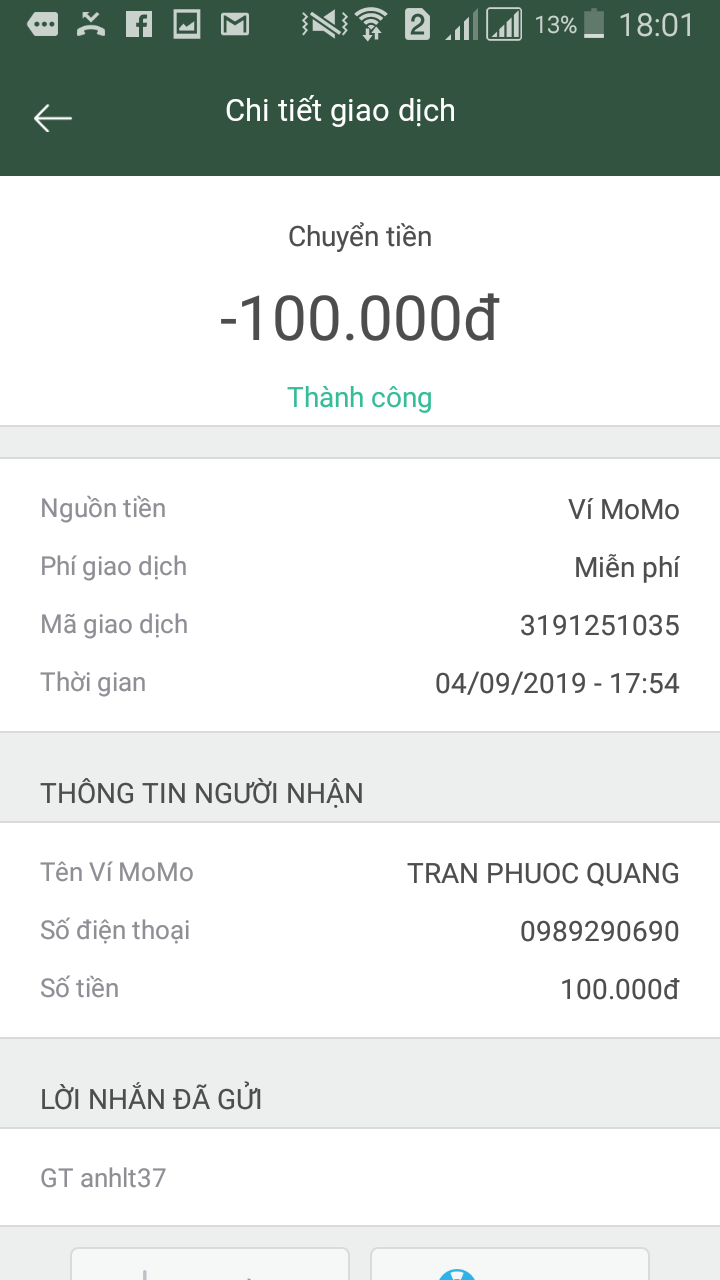 2 13% 18:01
Chi tiết giao dịch
Chuyển tiền
-100.000đ
Thành công
Nguồn tiền Ví MoMo
Phí giao dịch Miễn phí
Mã giao dịch 3191251035
Thời gian 04/09/2019 - 17:54
THÔNG TIN NGƯỜI NHẬN
Tên Ví MoMo TRAN PHUOC QUANG
Số điện thoại 0989290690
Số tiền 100.000đ
LỜI NHẮN ĐÃ GỬI
GT anhlt37